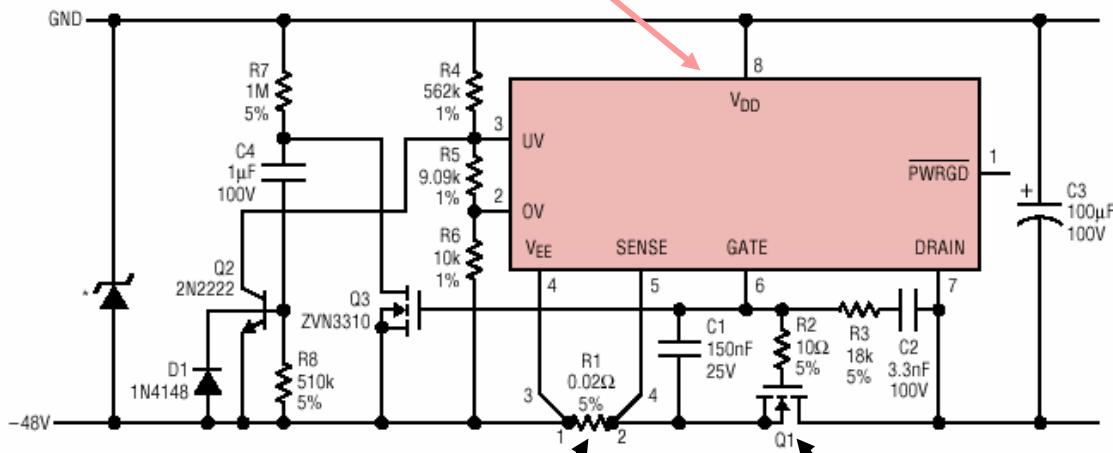 GND
R7
1M
5%
R4
562k
1%
8
V_DD
3
UV
C4
1µF
100V
R5
9.09k
1%
PWRGD
1
2
OV
+
C3
100µF
100V
R6
10k
1%
V_EE
SENSE
GATE
DRAIN
4
5
6
7
Q2
2N2222
*
Q3
ZVN3310
C1
150nF
25V
R2
10Ω
5%
R3
18k
5%
C2
3.3nF
100V
D1
1N4148
R8
510k
5%
R1
0.02Ω
5%
3
4
−48V
1
2
Q1